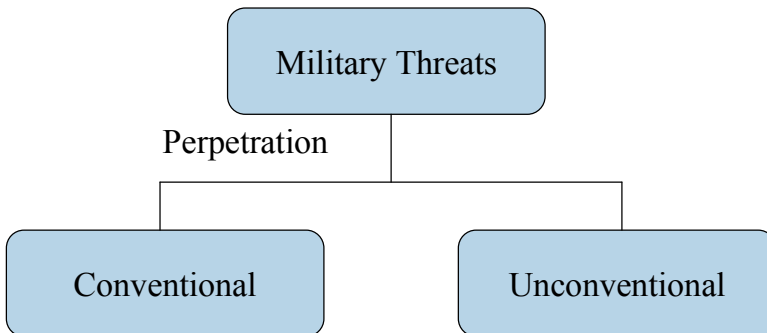 Military Threats
Perpetration
Conventional
Unconventional